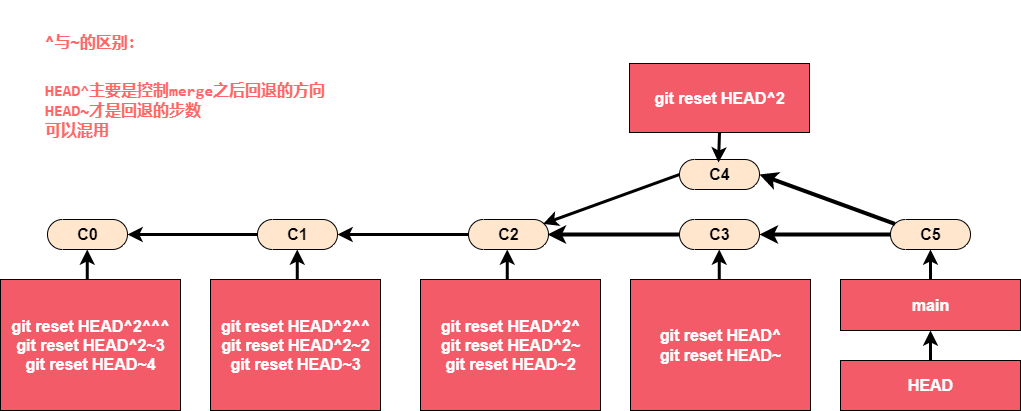 ^与~的区别:
HEAD^主要是控制merge之后回退的方向
HEAD~才是回退的步数
可以混用
git reset HEAD^2
C4
C0
C1
C2
C3
C5
git reset HEAD^2^^^
git reset HEAD^2~3
git reset HEAD~4
git reset HEAD^2^^
git reset HEAD^2~2
git reset HEAD~3
git reset HEAD^2^
git reset HEAD^2~
git reset HEAD~2
git reset HEAD^
git reset HEAD~
main
HEAD